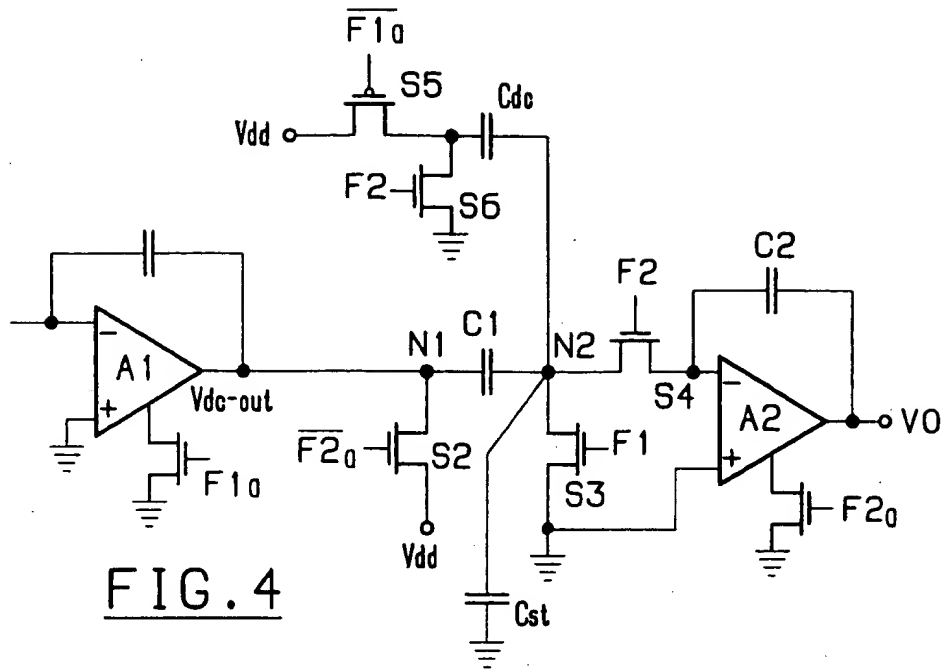 F1a
S5
Cdc
Vdd
F2
S6
C2
F2
C1
N1
N2
A1
-
+
Vdc-out
S4
-
A2
+
VO
F2a
S2
F1
S3
F1a
F2a
Vdd
FIG.4
Cst